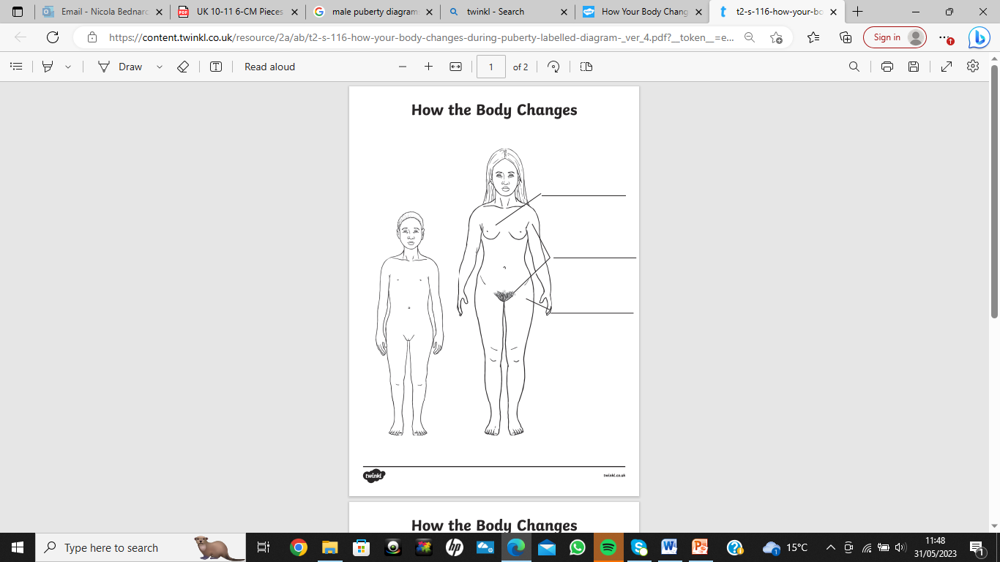 Email - Nicola Bednarc
UK 10-11 6-CM Pieces
male puberty diagram
twinkl - Search
How Your Body Chang
t2-s-116-how-your-bo
https://content.twinkl.co.uk/resource/2a/ab/t2-s-116-how-your-body-changes-during-puberty-labelled-diagram-_ver_4.pdf?__token__=e...
Sign in
Draw
Read aloud
1 of 2
How the Body Changes
twinkl
twinkl.co.uk
How the Body Changes
Type here to search
15°C
11:48
31/05/2023
1